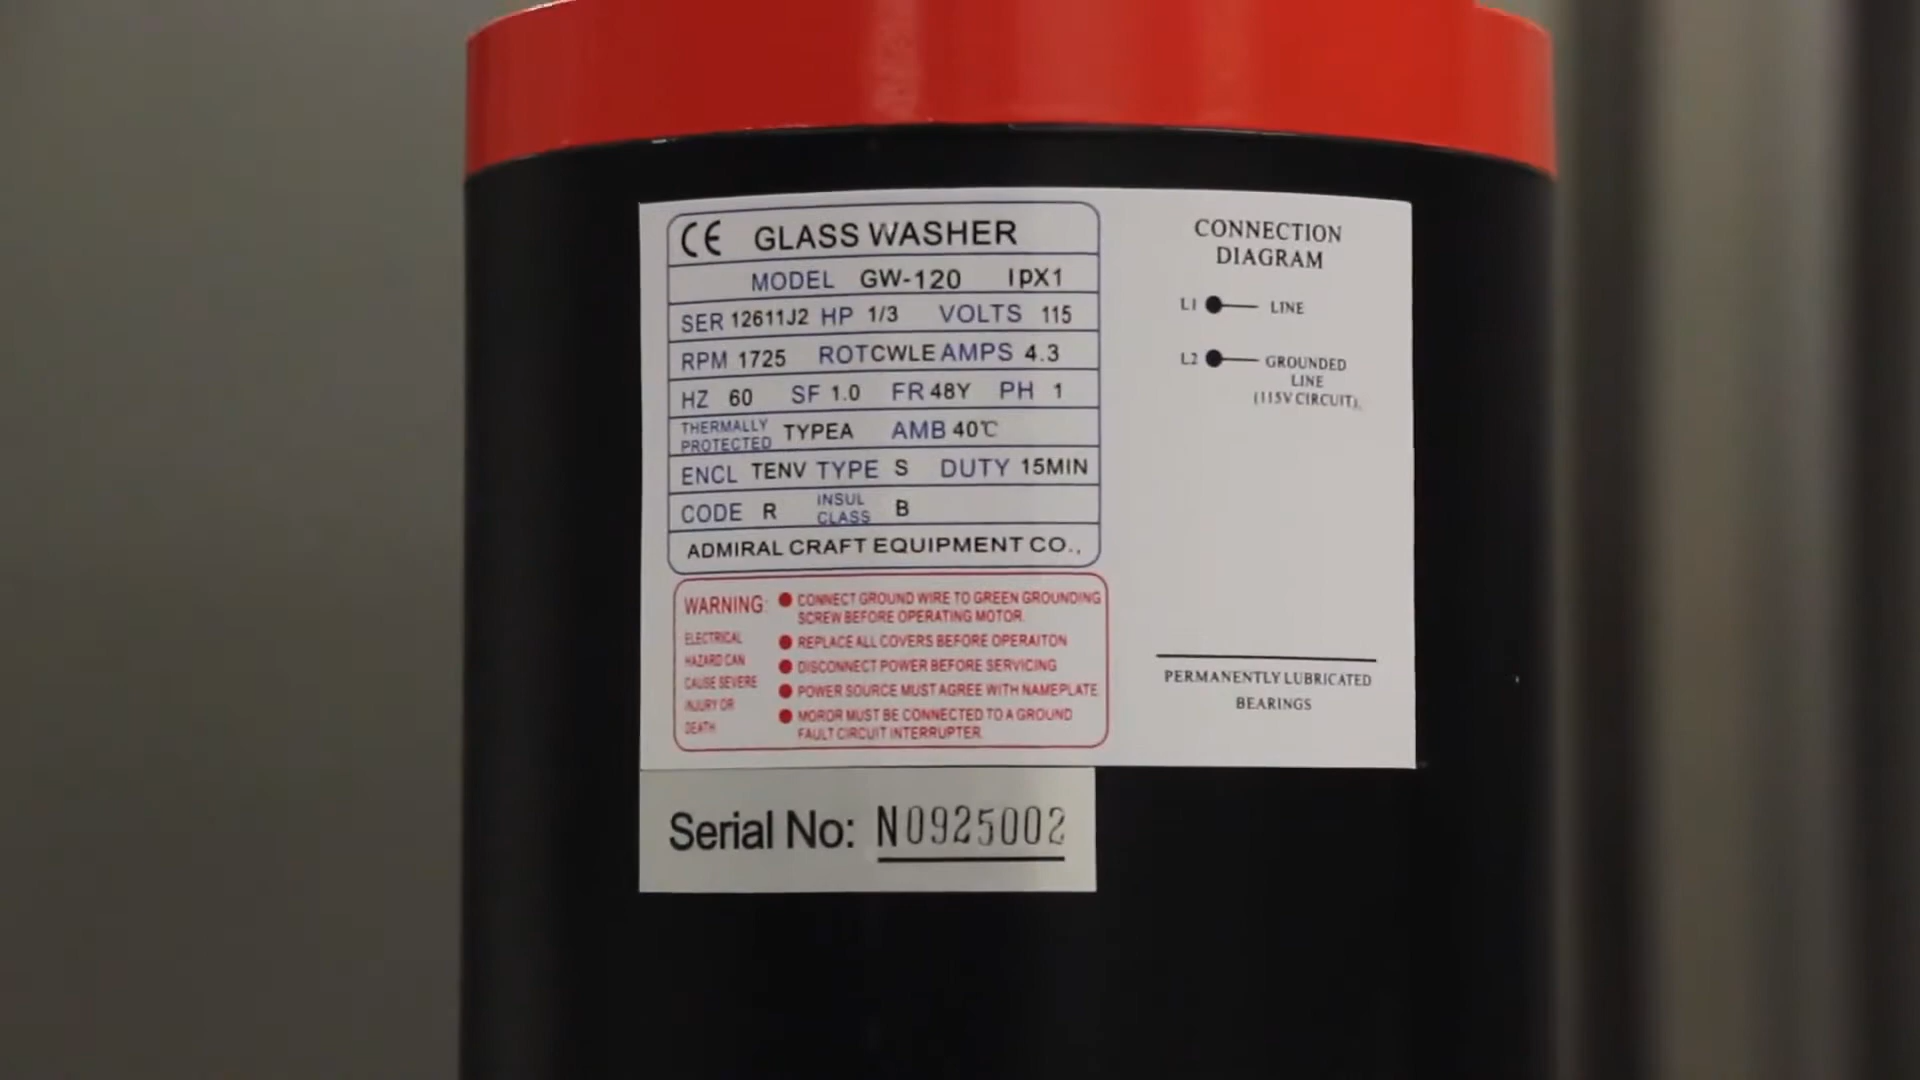 CE GLASS WASHER
MODEL GW-120 IpX1
SER 12611J2 HP 1/3 VOLTS 115
RPM 1725 ROT CWLE AMPS 4.3
HZ 60 SF 1.0 FR 48Y PH 1
THERMALLY PROTECTED TYPEA AMB 40℃
ENCL TENV TYPE S DUTY 15MIN
CODE R INSUL CLASS B
ADMIRAL CRAFT EQUIPMENT CO.,
WARNING:
ELECTRICAL
HAZARD CAN
CAUSE SEVERE
INJURY OR
DEATH
● CONNECT GROUND WIRE TO GREEN GROUNDING
SCREW BEFORE OPERATING MOTOR.
● REPLACE ALL COVERS BEFORE OPERAITON
● DISCONNECT POWER BEFORE SERVICING
● POWER SOURCE MUST AGREE WITH NAMEPLATE
● MOROR MUST BE CONNECTED TO A GROUND
FAULT CIRCUIT INTERRUPTER.
CONNECTION
DIAGRAM
L1 LINE
L2 GROUNDED
LINE
(115V CIRCUIT).
PERMANENTLY LUBRICATED
BEARINGS
Serial No: N0925002